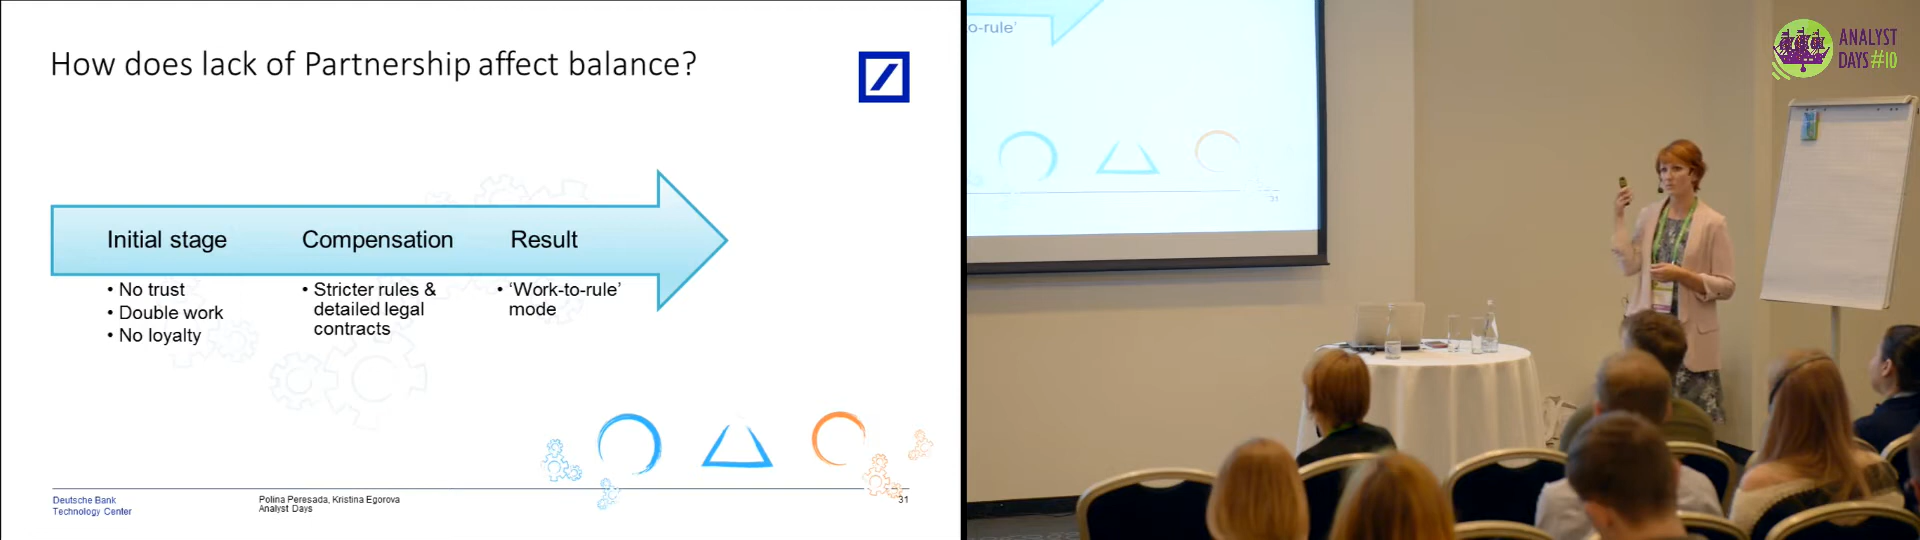 How does lack of Partnership affect balance?
Initial stage
• No trust
• Double work
• No loyalty
Compensation
• Stricter rules &
detailed legal
contracts
Result
• ‘Work-to-rule’
mode
Deutsche Bank
Technology Center
Polina Peresada, Kristina Egorova
Analyst Days
31
o-rule’
31
ANALYST
DAYS #10